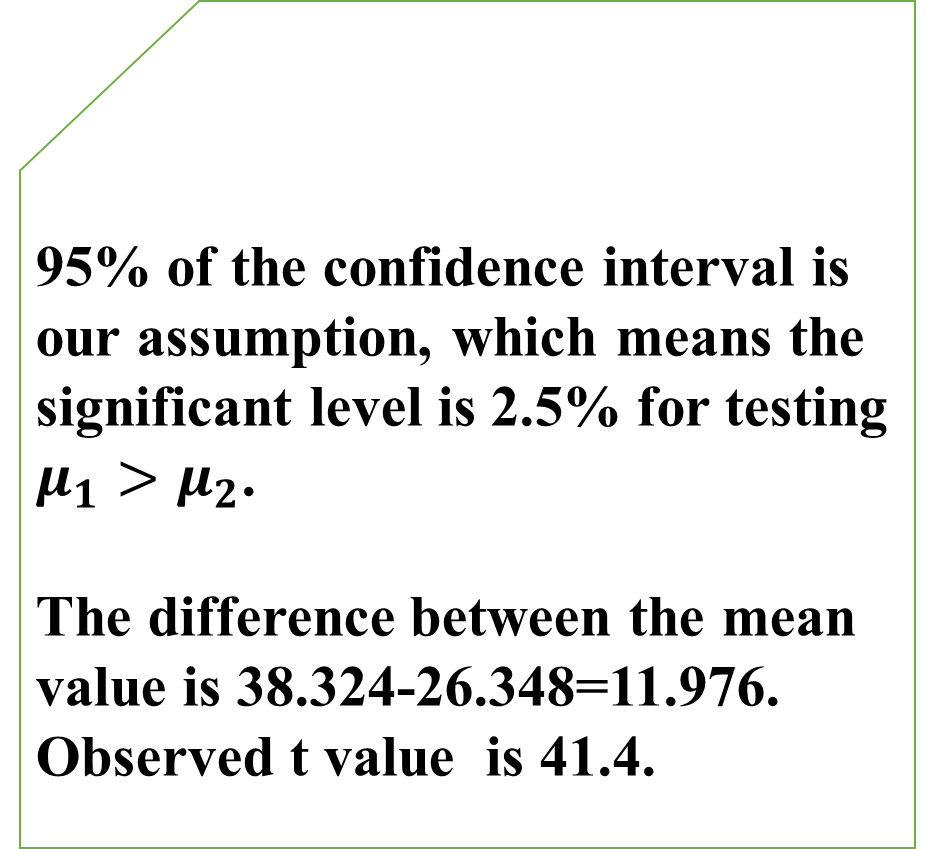 95% of the confidence interval is
our assumption, which means the
significant level is 2.5% for testing
μ₁ > μ₂.
The difference between the mean
value is 38.324-26.348=11.976.
Observed t value  is 41.4.